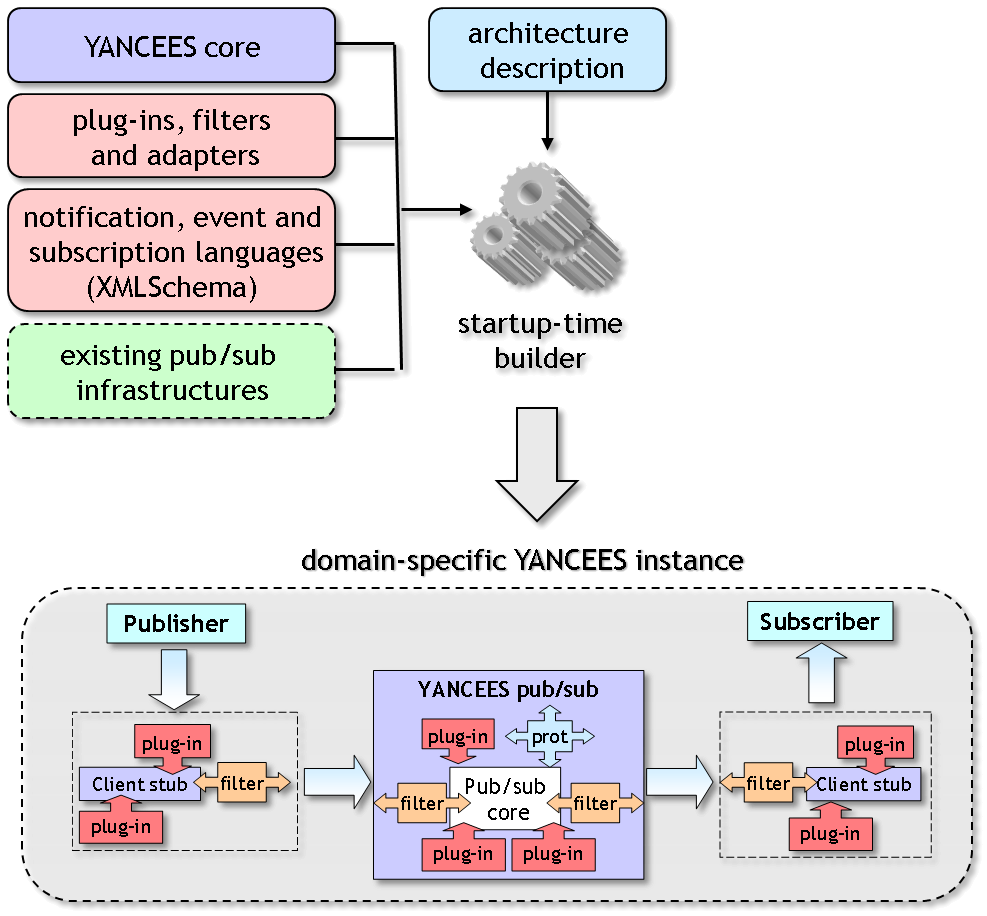 YANCEES core
plug-ins, filters
and adapters
notification, event and
subscription languages
(XMLSchema)
existing pub/sub
infrastructures
architecture
description
startup-time
builder
domain-specific YANCEES instance
Publisher
plug-in
Client stub
filter
plug-in
YANCEES pub/sub
plug-in
prot
filter
Pub/sub
core
filter
plug-in
plug-in
Subscriber
plug-in
filter
Client stub
plug-in